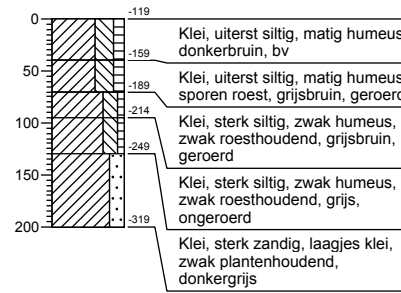 0
50
100
150
200
-119
Klei, uiterst siltig, matig humeus
donkerbruin, bv
-159
Klei, uiterst siltig, matig humeus
sporen roest, grijsbruin, geroerd
-189
Klei, sterk siltig, zwak humeus,
zwak roesthoudend, grijsbruin,
geroerd
-214
Klei, sterk siltig, zwak humeus,
zwak roesthoudend, grijs,
ongeroerd
-249
Klei, sterk zandig, laagjes klei,
zwak plantenhoudend,
donkergrijs
-319